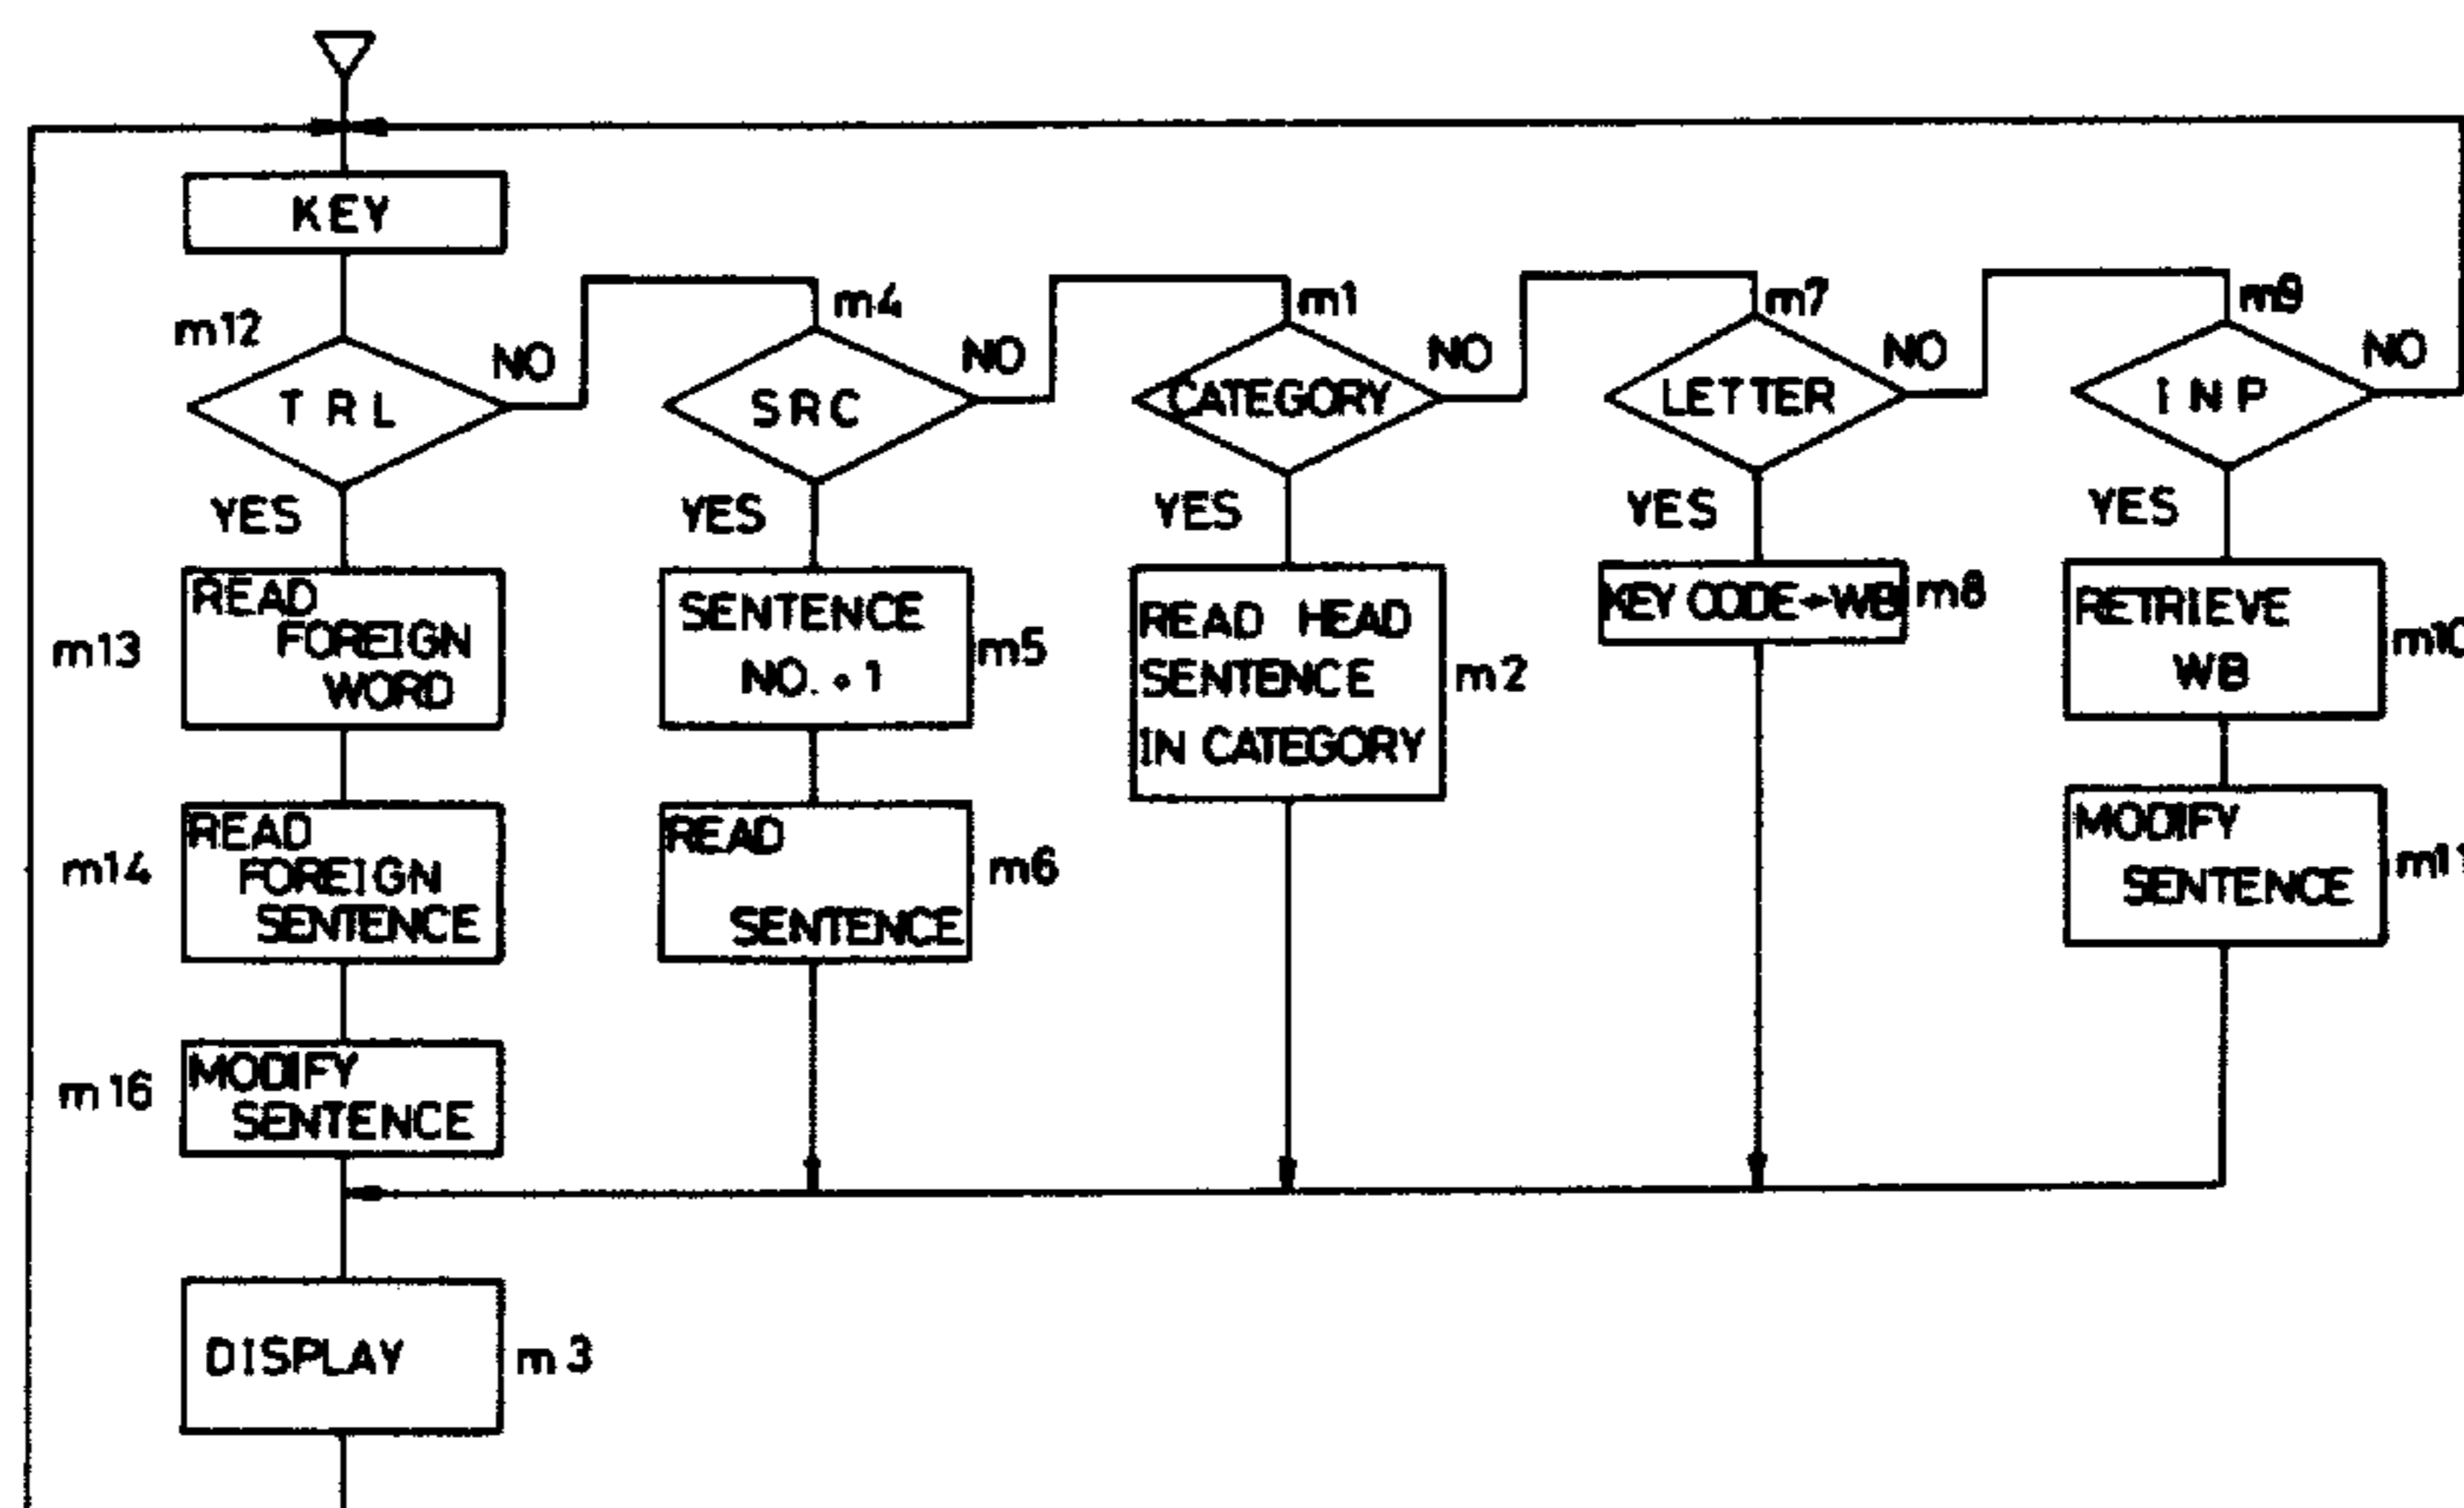 KEY
m12
TRL
NO
YES
m4
SRC
NO
YES
m1
CATEGORY
NO
YES
m7
LETTER
NO
YES
m9
INP
NO
YES
m13
READ
FOREIGN
WORD
SENTENCE
NO. + 1
m5
READ HEAD
SENTENCE
IN CATEGORY
m2
KEY CODE→WB
m8
RETRIEVE
WB
m10
m14
READ
FOREIGN
SENTENCE
READ
SENTENCE
m6
MODIFY
SENTENCE
m11
m16
MODIFY
SENTENCE
DISPLAY
m3